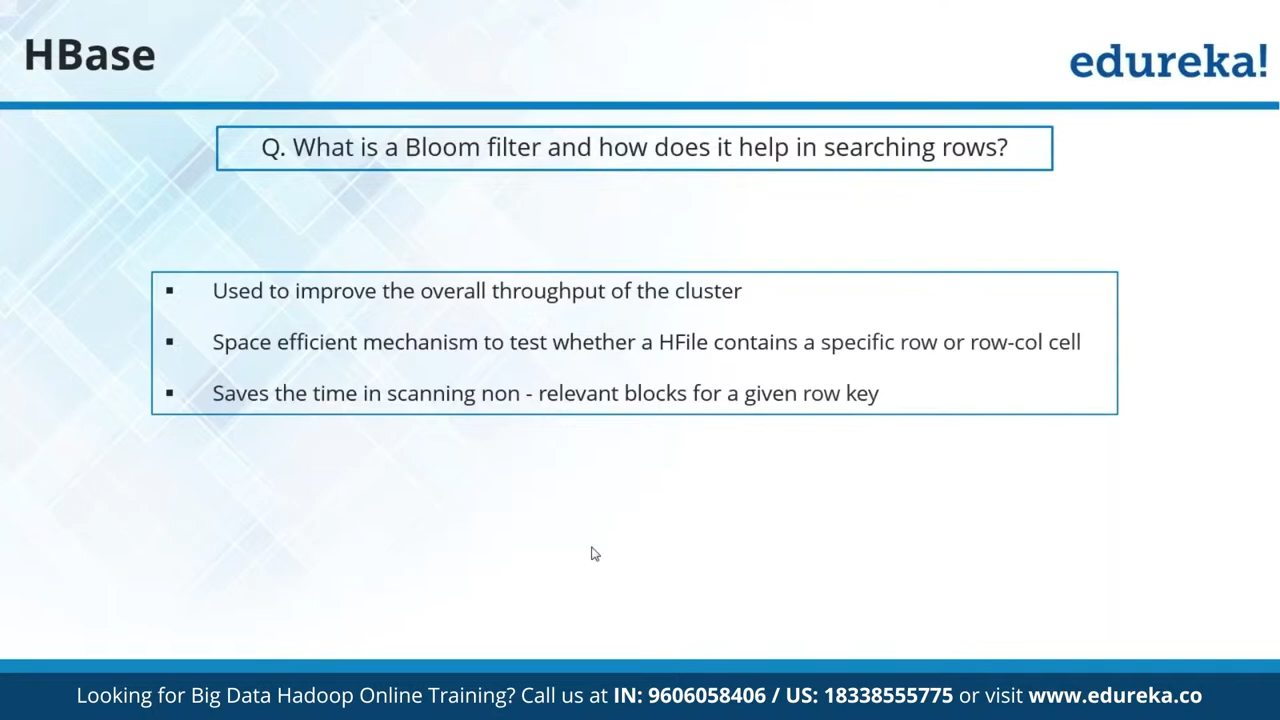 HBase
edureka!
Q. What is a Bloom filter and how does it help in searching rows?
▪ Used to improve the overall throughput of the cluster
▪ Space efficient mechanism to test whether a HFile contains a specific row or row-col cell
▪ Saves the time in scanning non - relevant blocks for a given row key
Looking for Big Data Hadoop Online Training? Call us at IN: 9606058406 / US: 18338555775 or visit www.edureka.co